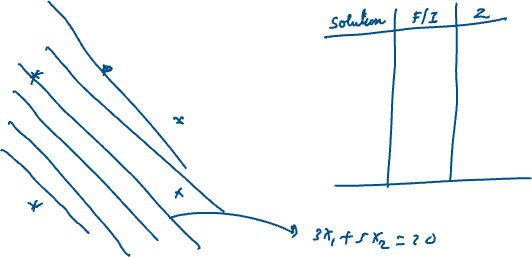 Solution F/I Z
3x₁ + 5x₂ = 20